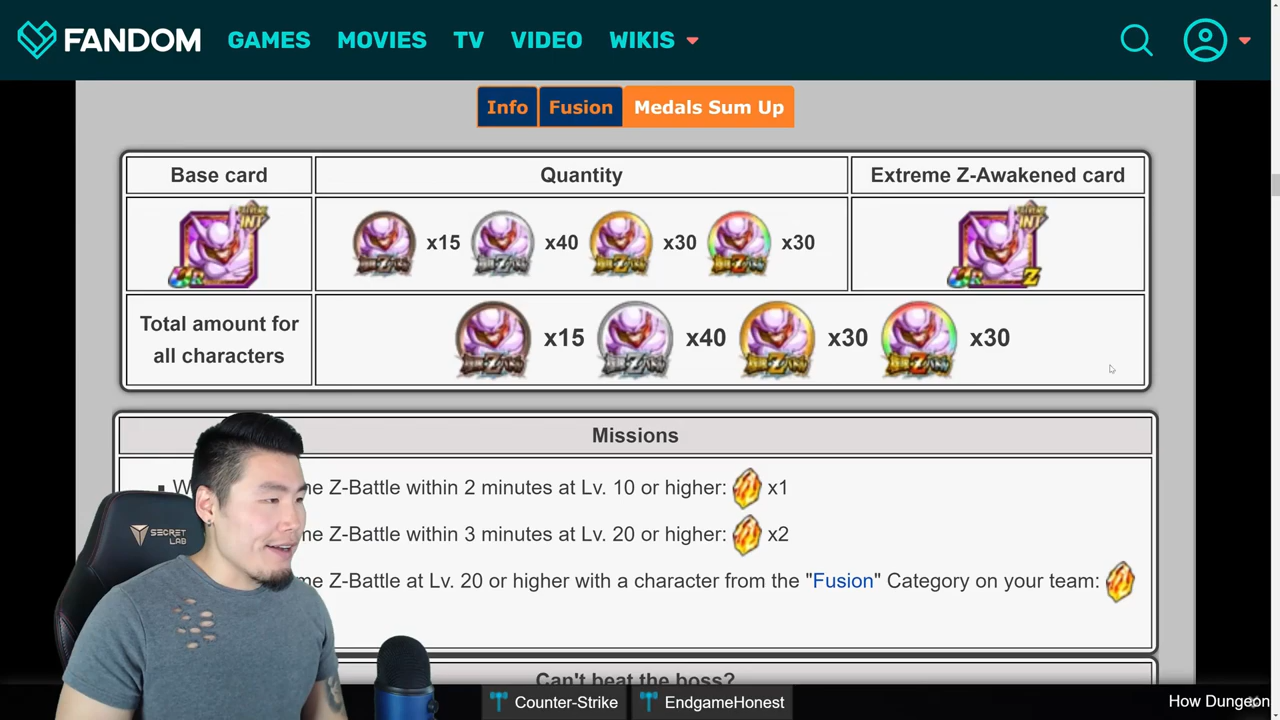 FANDOM GAMES MOVIES TV VIDEO WIKIS
Info Fusion Medals Sum Up
Base card Quantity Extreme Z-Awakened card
x15 x40 x30 x30
Total amount for
all characters
x15 x40 x30 x30
Missions
me Z-Battle within 2 minutes at Lv. 10 or higher: x1
me Z-Battle within 3 minutes at Lv. 20 or higher: x2
me Z-Battle at Lv. 20 or higher with a character from the "Fusion" Category on your team:
Can't beat the boss?
SECRET
LAB
Counter-Strike EndgameHonest How Dungeon